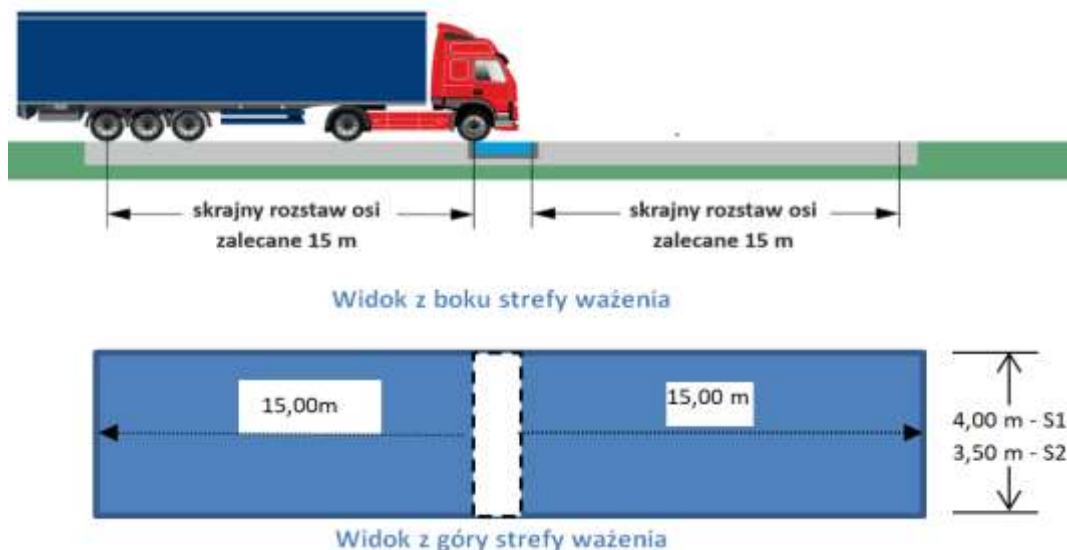 skrajny rozstaw osi
zalecane 15 m
skrajny rozstaw osi
zalecane 15 m
Widok z boku strefy ważenia
15,00m
15,00 m
4,00 m - S1
3,50 m - S2
Widok z góry strefy ważenia